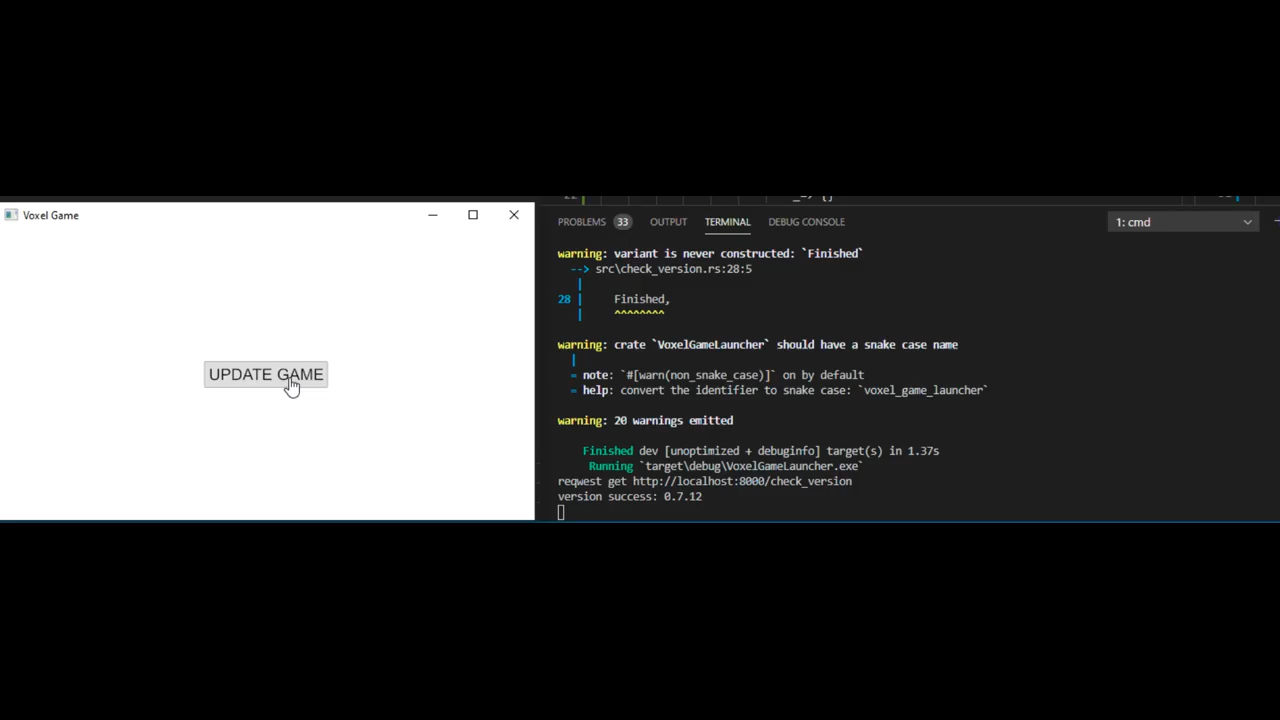 Voxel Game
UPDATE GAME
_=> {}
PROBLEMS 33 OUTPUT TERMINAL DEBUG CONSOLE 1: cmd
warning: variant is never constructed: `Finished`
--> src\check_version.rs:28:5
|
28 | Finished,
| ^^^^^^^^
warning: crate `VoxelGameLauncher` should have a snake case name
|
= note: `#[warn(non_snake_case)]` on by default
= help: convert the identifier to snake case: `voxel_game_launcher`
warning: 20 warnings emitted
Finished dev [unoptimized + debuginfo] target(s) in 1.37s
Running `target\debug\VoxelGameLauncher.exe`
reqwest get http://localhost:8000/check_version
version success: 0.7.12